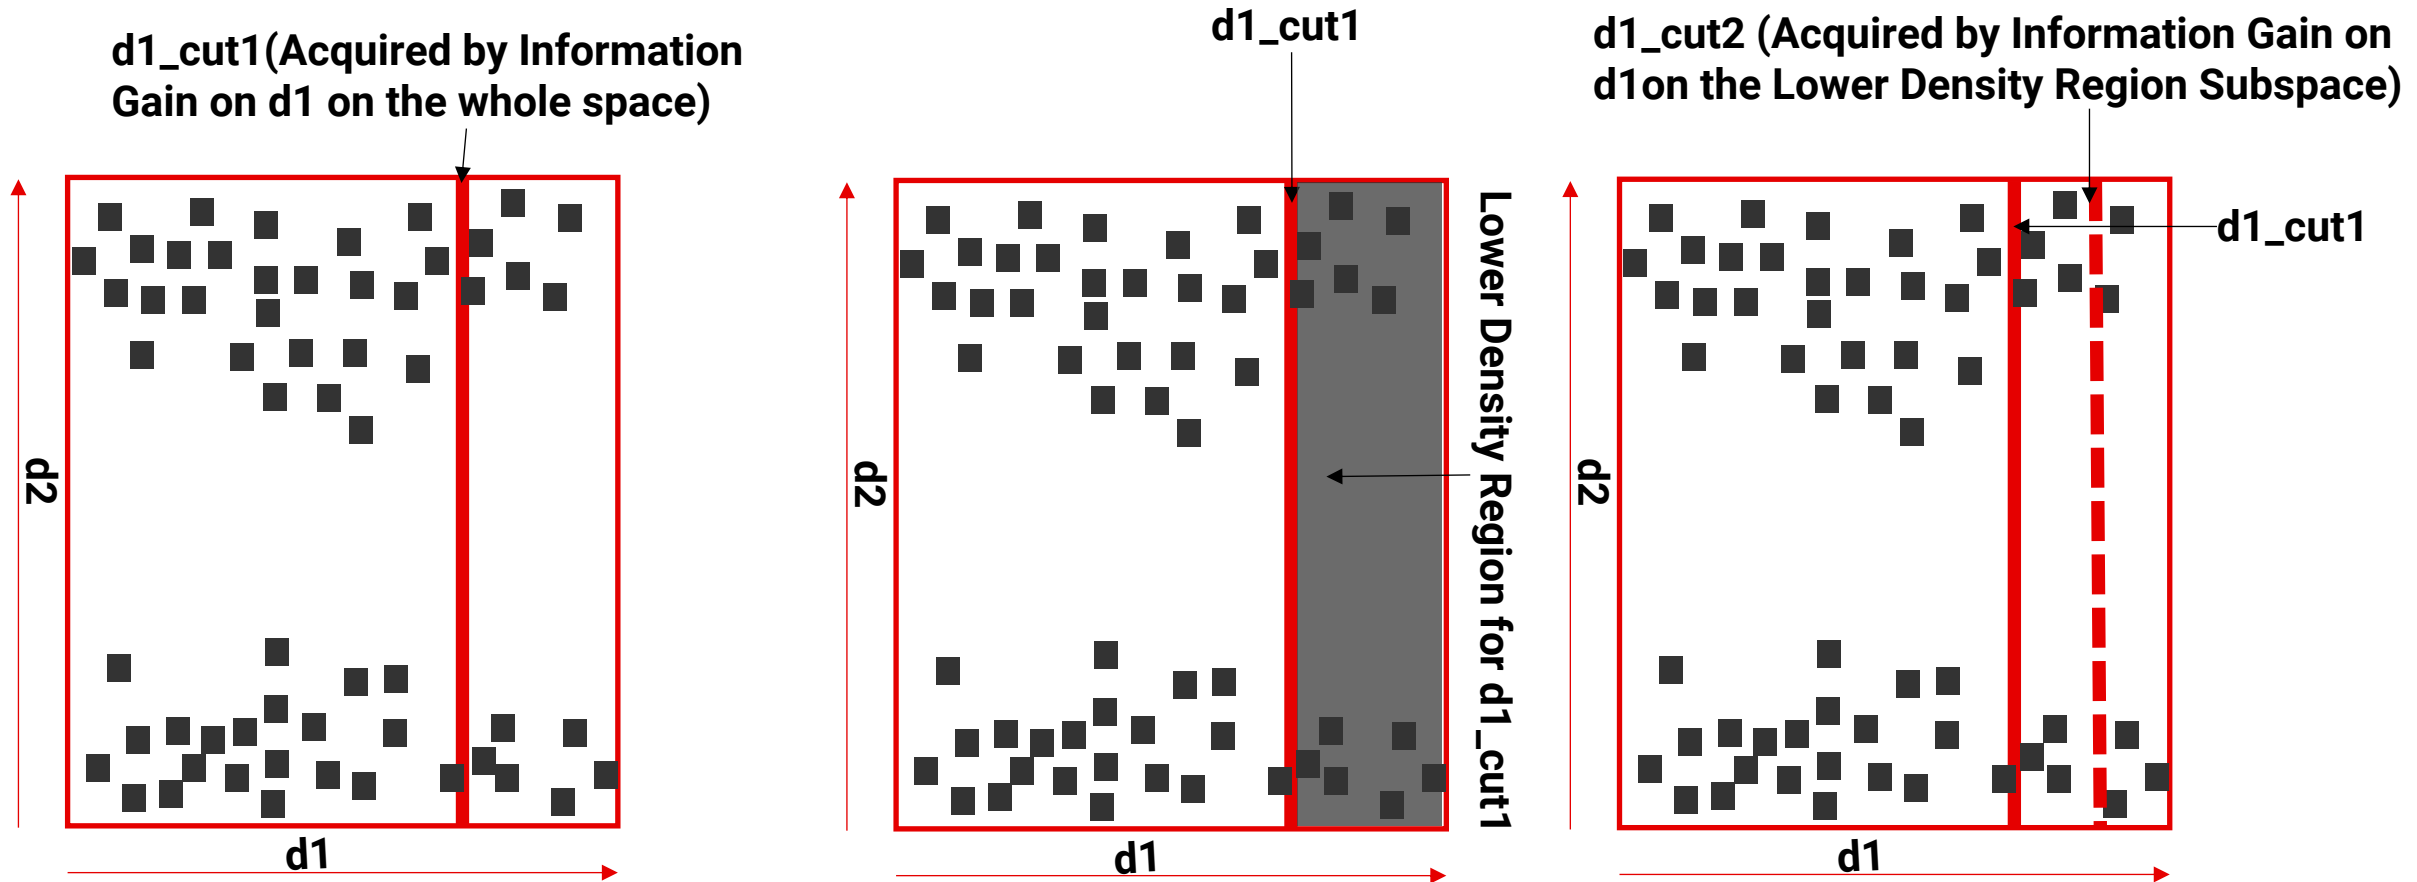 d1_cut1(Acquired by Information
Gain on d1 on the whole space)
d2
d1
d1_cut1
d2
Lower Density Region for d1_cut1
d1
d1_cut2 (Acquired by Information Gain on
d1on the Lower Density Region Subspace)
d1_cut1
d2
d1